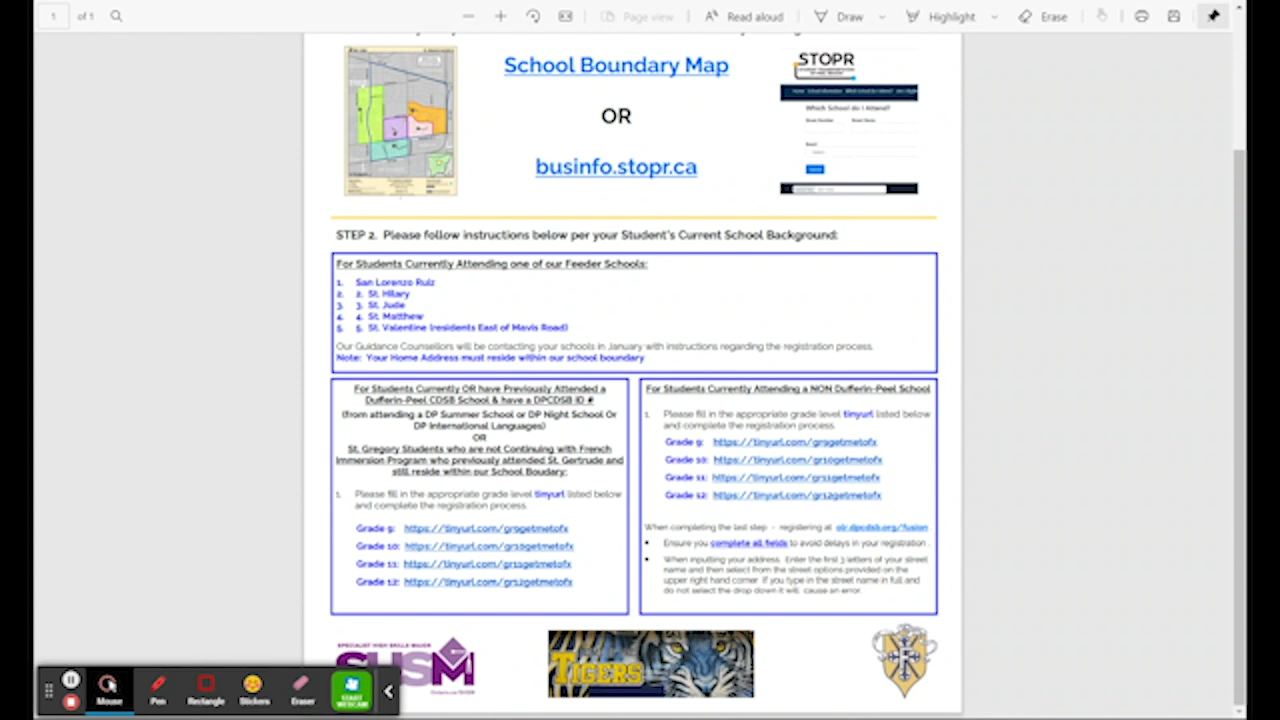 1 of 1 Page view Read aloud Draw Highlight Erase
School Boundary Map
OR
businfo.stopr.ca
STOPR
Which School do I Attend?
STEP 2. Please follow instructions below per your Student's Current School Background:
For Students Currently Attending one of our Feeder Schools:
1. San Lorenzo Ruiz
2. 2. St. Hilary
3. 3. St. Jude
4. 4. St. Matthew
5. 5. St. Valentine (residents East of Mavis Road)
Our Guidance Counsellors will be contacting your schools in January with instructions regarding the registration process.
Note: Your Home Address must reside within our school boundary
For Students Currently OR have Previously Attended a
Dufferin-Peel CDSB School & have a DPCDSB ID #
(from attending a DP Summer School or DP Night School Or
DP International Languages)
OR
St. Gregory Students who are not Continuing with French
Immersion Program who previously attended St. Gertrude and
still reside within our School Boudary:
1. Please fill in the appropriate grade level tinyurl listed below
and complete the registration process.
Grade 9: https://tinyurl.com/gr9getmetofx
Grade 10: https://tinyurl.com/gr10getmetofx
Grade 11: https://tinyurl.com/gr11getmetofx
Grade 12: https://tinyurl.com/gr12getmetofx
For Students Currently Attending a NON Dufferin-Peel School
1. Please fill in the appropriate grade level tinyurl listed below
and complete the registration process.
Grade 9: https://tinyurl.com/gr9getmetofx
Grade 10: https://tinyurl.com/gr10getmetofx
Grade 11: https://tinyurl.com/gr11getmetofx
Grade 12: https://tinyurl.com/gr12getmetofx
When completing the last step - registering at olr.dpcdsb.org/fusion
• Ensure you complete all fields to avoid delays in your registration .
• When inputting your address. Enter the first 3 letters of your street
name and then select from the street options provided on the
upper right hand corner If you type in the street name in full and
do not select the drop down it will cause an error.
SPECIALIST HIGH SKILLS MAJOR
SHSM
TIGERS
Mouse Pen Rectangle Stickers Eraser START WEBCAM